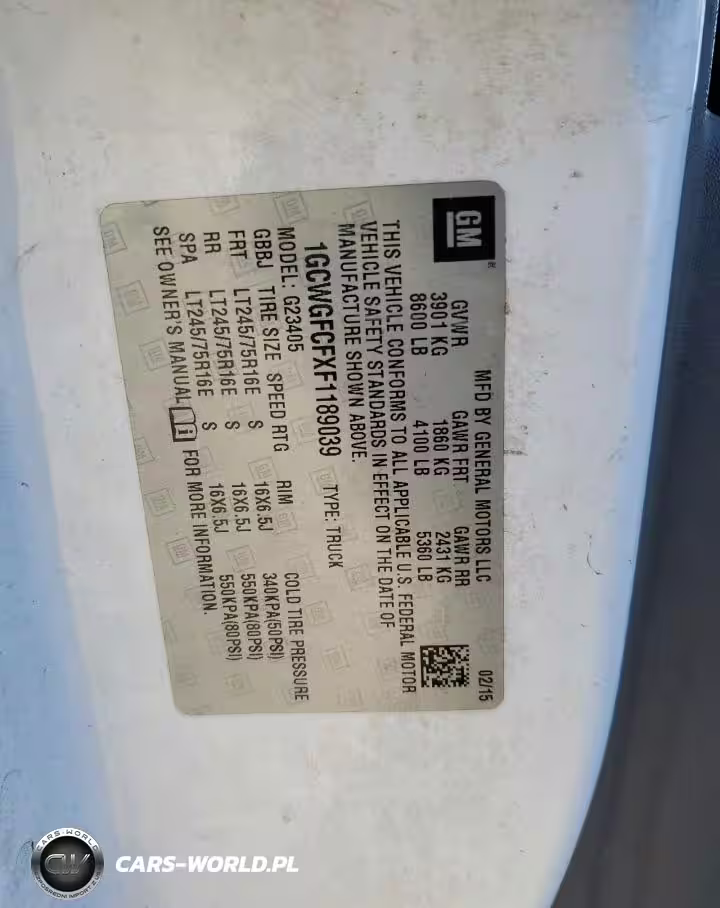 GM
MFD BY GENERAL MOTORS LLC 02/15
GVWR GAWR FRT GAWR RR
3901 KG 1860 KG 2431 KG
8600 LB 4100 LB 5360 LB
THIS VEHICLE CONFORMS TO ALL APPLICABLE U.S. FEDERAL MOTOR
VEHICLE SAFETY STANDARDS IN EFFECT ON THE DATE OF
MANUFACTURE SHOWN ABOVE.
1GCWGFCFXF1189039 TYPE: TRUCK
MODEL: G23405
GBBJ TIRE SIZE SPEED RTG RIM COLD TIRE PRESSURE
FRT LT245/75R16E S 16X6.5J 340KPA(50PSI)
RR LT245/75R16E S 16X6.5J 550KPA(80PSI)
SPA LT245/75R16E S 16X6.5J 550KPA(80PSI)
SEE OWNER'S MANUAL FOR MORE INFORMATION.
CARS-WORLD
CW
CARS-WORLD.PL